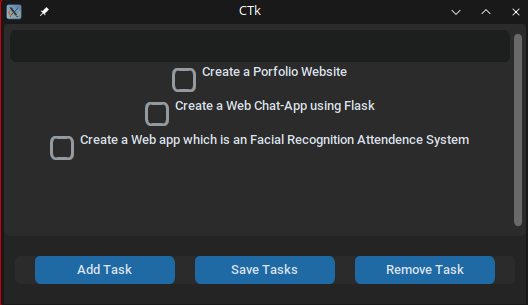 CTk
Create a Porfolio Website
Create a Web Chat-App using Flask
Create a Web app which is an Facial Recognition Attendence System
Add Task
Save Tasks
Remove Task